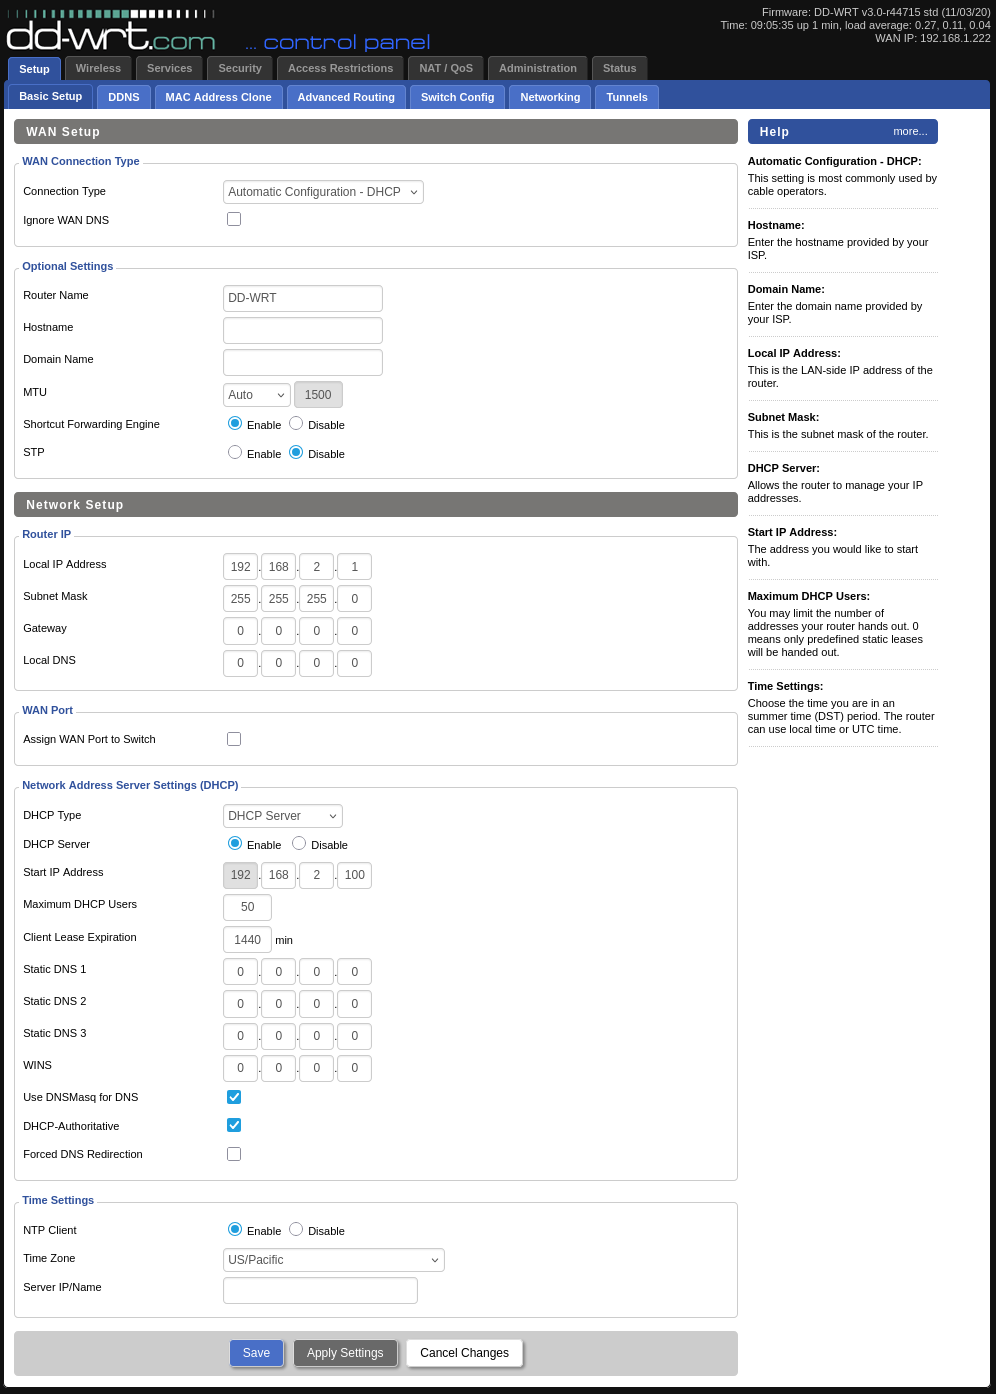 Firmware: DD-WRT v3.0-r44715 std (11/03/20)
Time: 09:05:35 up 1 min, load average: 0.27, 0.11, 0.04
WAN IP: 192.168.1.222
dd-wrt.com ... control panel
Setup Wireless Services Security Access Restrictions NAT / QoS Administration Status
Basic Setup DDNS MAC Address Clone Advanced Routing Switch Config Networking Tunnels
WAN Setup
WAN Connection Type
Connection Type Automatic Configuration - DHCP
Ignore WAN DNS
Optional Settings
Router Name DD-WRT
Hostname
Domain Name
MTU Auto 1500
Shortcut Forwarding Engine Enable Disable
STP Enable Disable
Network Setup
Router IP
Local IP Address 192 . 168 . 2 . 1
Subnet Mask 255 . 255 . 255 . 0
Gateway 0 . 0 . 0 . 0
Local DNS 0 . 0 . 0 . 0
WAN Port
Assign WAN Port to Switch
Network Address Server Settings (DHCP)
DHCP Type DHCP Server
DHCP Server Enable Disable
Start IP Address 192 . 168 . 2 . 100
Maximum DHCP Users 50
Client Lease Expiration 1440 min
Static DNS 1 0 . 0 . 0 . 0
Static DNS 2 0 . 0 . 0 . 0
Static DNS 3 0 . 0 . 0 . 0
WINS 0 . 0 . 0 . 0
Use DNSMasq for DNS
DHCP-Authoritative
Forced DNS Redirection
Time Settings
NTP Client Enable Disable
Time Zone US/Pacific
Server IP/Name
Save Apply Settings Cancel Changes
Help more...
Automatic Configuration - DHCP:
This setting is most commonly used by
cable operators.
Hostname:
Enter the hostname provided by your
ISP.
Domain Name:
Enter the domain name provided by
your ISP.
Local IP Address:
This is the LAN-side IP address of the
router.
Subnet Mask:
This is the subnet mask of the router.
DHCP Server:
Allows the router to manage your IP
addresses.
Start IP Address:
The address you would like to start
with.
Maximum DHCP Users:
You may limit the number of
addresses your router hands out. 0
means only predefined static leases
will be handed out.
Time Settings:
Choose the time you are in an
summer time (DST) period. The router
can use local time or UTC time.